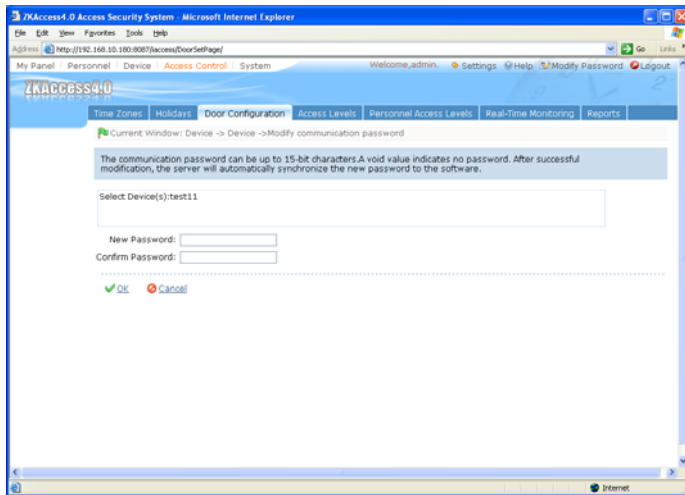 ZKAccess4.0 Access Security System - Microsoft Internet Explorer
File Edit View Favorites Tools Help
Address http://192.168.10.180:8087/iaccess/DoorSetPage/ Go Links
My Panel Personnel Device Access Control System Welcome,admin. Settings Help Modify Password Logout
ZKAccess4.0
Time Zones Holidays Door Configuration Access Levels Personnel Access Levels Real-Time Monitoring Reports
Current Window: Device -> Device ->Modify communication password
The communication password can be up to 15-bit characters.A void value indicates no password. After successful
modification, the server will automatically synchronize the new password to the software.
Select Device(s):test11
New Password:
Confirm Password:
OK Cancel
Internet